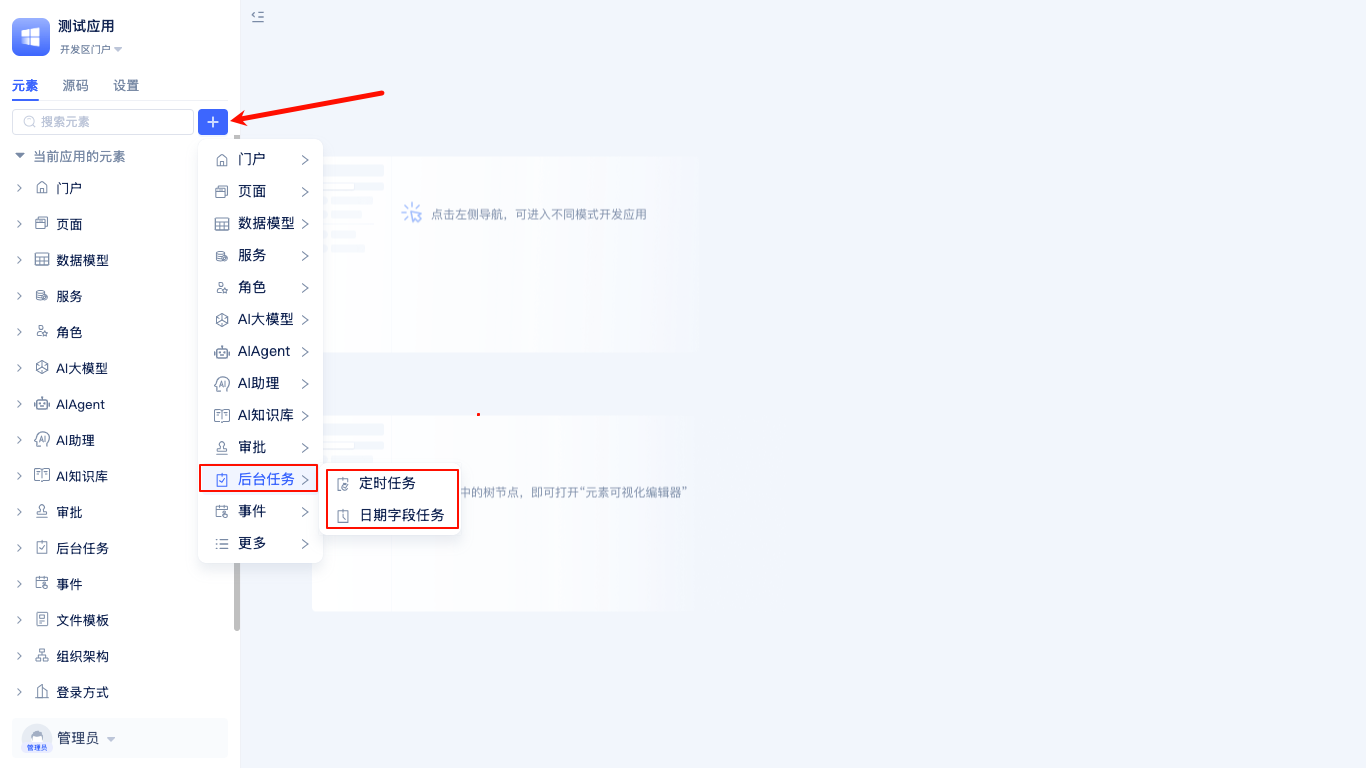 测试应用
开发区门户
元素 源码 设置
搜索元素
当前应用的元素
门户
页面
数据模型
服务
角色
AI大模型
AIAgent
AI助理
AI知识库
审批
后台任务
事件
文件模板
组织架构
登录方式
管理员
管理员
门户
页面
数据模型
服务
角色
AI大模型
AIAgent
AI助理
AI知识库
审批
后台任务
事件
更多
定时任务
日期字段任务
点击左侧导航，可进入不同模式开发应用
中的树节点，即可打开“元素可视化编辑器”